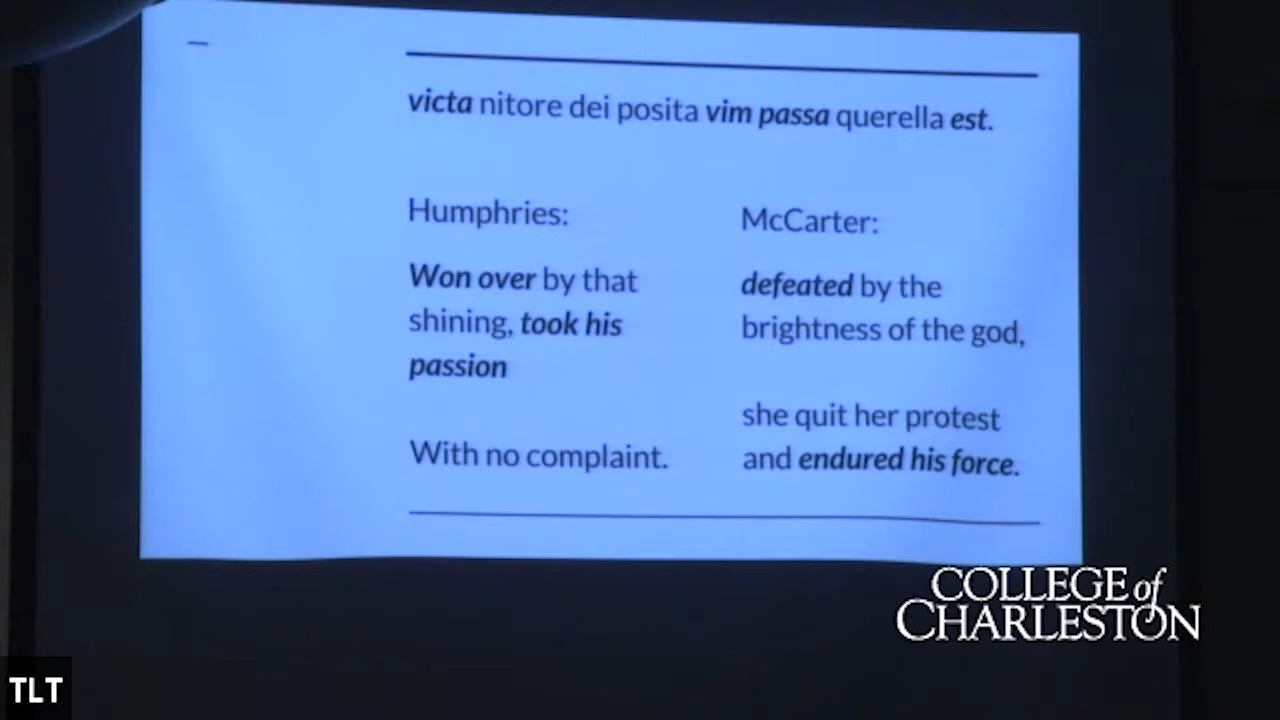 victa nitore dei posita vim passa querella est.
Humphries:
Won over by that
shining, took his
passion
With no complaint.
McCarter:
defeated by the
brightness of the god,
she quit her protest
and endured his force.
COLLEGE of
CHARLESTON
TLT